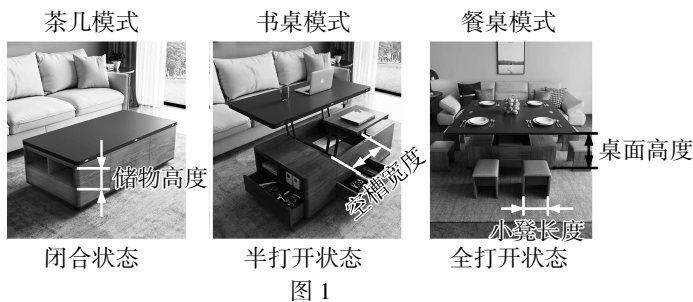 茶几模式
书桌模式
餐桌模式
储物高度
空槽宽度
桌面高度
小凳长度
闭合状态
半打开状态
全打开状态
图 1